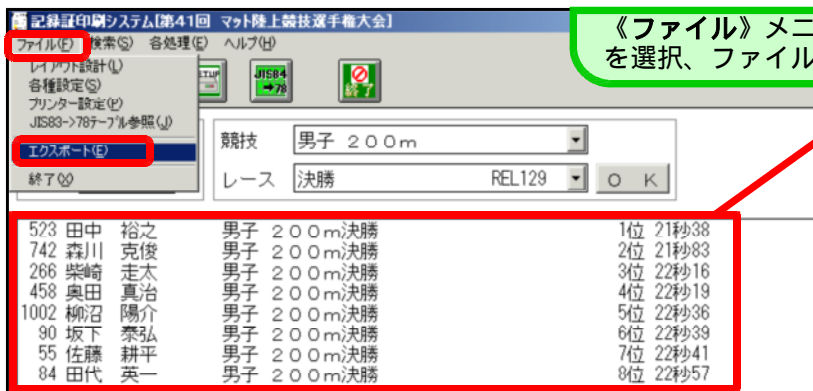 記録証印刷システム[第41回 マット陸上競技選手権大会]
ファイル(F) 検索(S) 各処理(E) ヘルプ(H)
《ファイル》メニ
を選択、ファイル
レイアウト設計(L)
各種設定(S)
プリンター設定(P)
JIS83->78テーブル参照(J)
エクスポート(E)
終了(X)
JIS84
→78
終了
競技 男子 200m
レース 決勝 REL129 OK
523 田中 裕之 男子 200m決勝 1位 21秒38
742 森川 克俊 男子 200m決勝 2位 21秒83
266 柴崎 走太 男子 200m決勝 3位 22秒16
458 奥田 真治 男子 200m決勝 4位 22秒19
1002 柳沼 陽介 男子 200m決勝 5位 22秒36
90 坂下 泰弘 男子 200m決勝 6位 22秒39
55 佐藤 耕平 男子 200m決勝 7位 22秒41
84 田代 英一 男子 200m決勝 8位 22秒57